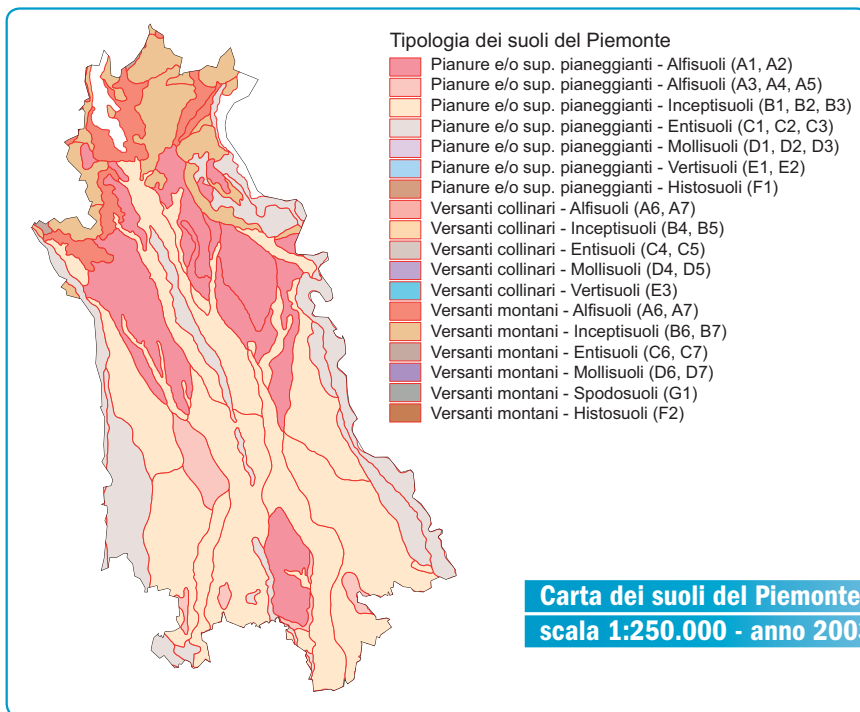 Tipologia dei suoli del Piemonte
Pianure e/o sup. pianeggianti - Alfisuoli (A1, A2)
Pianure e/o sup. pianeggianti - Alfisuoli (A3, A4, A5)
Pianure e/o sup. pianeggianti - Inceptisuoli (B1, B2, B3)
Pianure e/o sup. pianeggianti - Entisuoli (C1, C2, C3)
Pianure e/o sup. pianeggianti - Mollisuoli (D1, D2, D3)
Pianure e/o sup. pianeggianti - Vertisuoli (E1, E2)
Pianure e/o sup. pianeggianti - Histosuoli (F1)
Versanti collinari - Alfisuoli (A6, A7)
Versanti collinari - Inceptisuoli (B4, B5)
Versanti collinari - Entisuoli (C4, C5)
Versanti collinari - Mollisuoli (D4, D5)
Versanti collinari - Vertisuoli (E3)
Versanti montani - Alfisuoli (A6, A7)
Versanti montani - Inceptisuoli (B6, B7)
Versanti montani - Entisuoli (C6, C7)
Versanti montani - Mollisuoli (D6, D7)
Versanti montani - Spodosuoli (G1)
Versanti montani - Histosuoli (F2)
Carta dei suoli del Piemonte
scala 1:250.000 - anno 2003